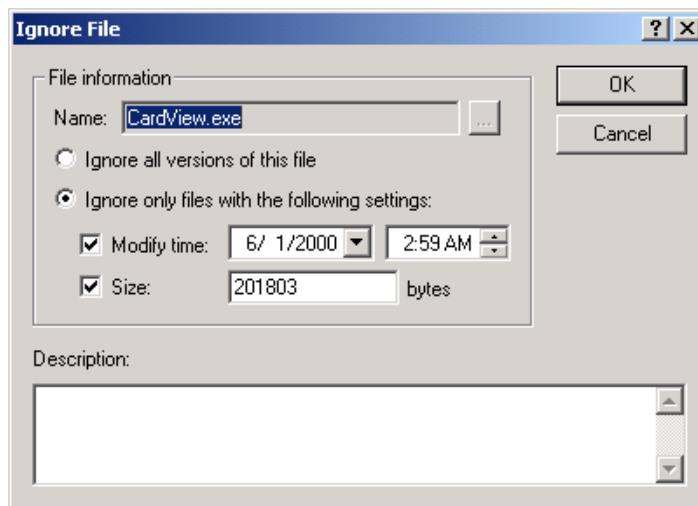 Ignore File
File information
OK
Name: CardView.exe ...
Cancel
Ignore all versions of this file
Ignore only files with the following settings:
Modify time: 6/ 1/2000 2:59 AM
Size: 201803 bytes
Description: